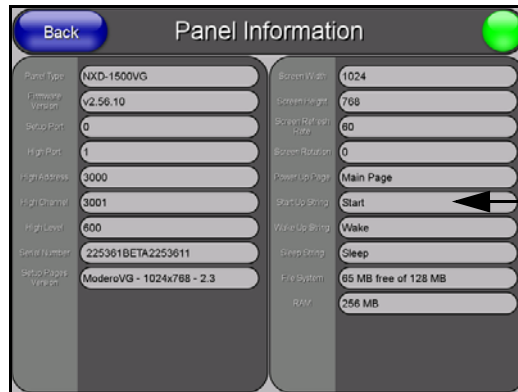 Back
Panel Information
Panel Type NXD-1500VG
Firmware Version v2.56.10
Setup Port 0
High Port 1
High Address 3000
High Channel 3001
High Level 600
Serial Number 225361BETA2253611
Setup Pages Version ModeroVG - 1024x768 - 2.3
Screen Width 1024
Screen Height 768
Screen Refresh Rate 60
Screen Rotation 0
Power Up Page Main Page
Start Up String Start
Wake Up String Wake
Sleep String Sleep
File System 65 MB free of 128 MB
RAM 256 MB